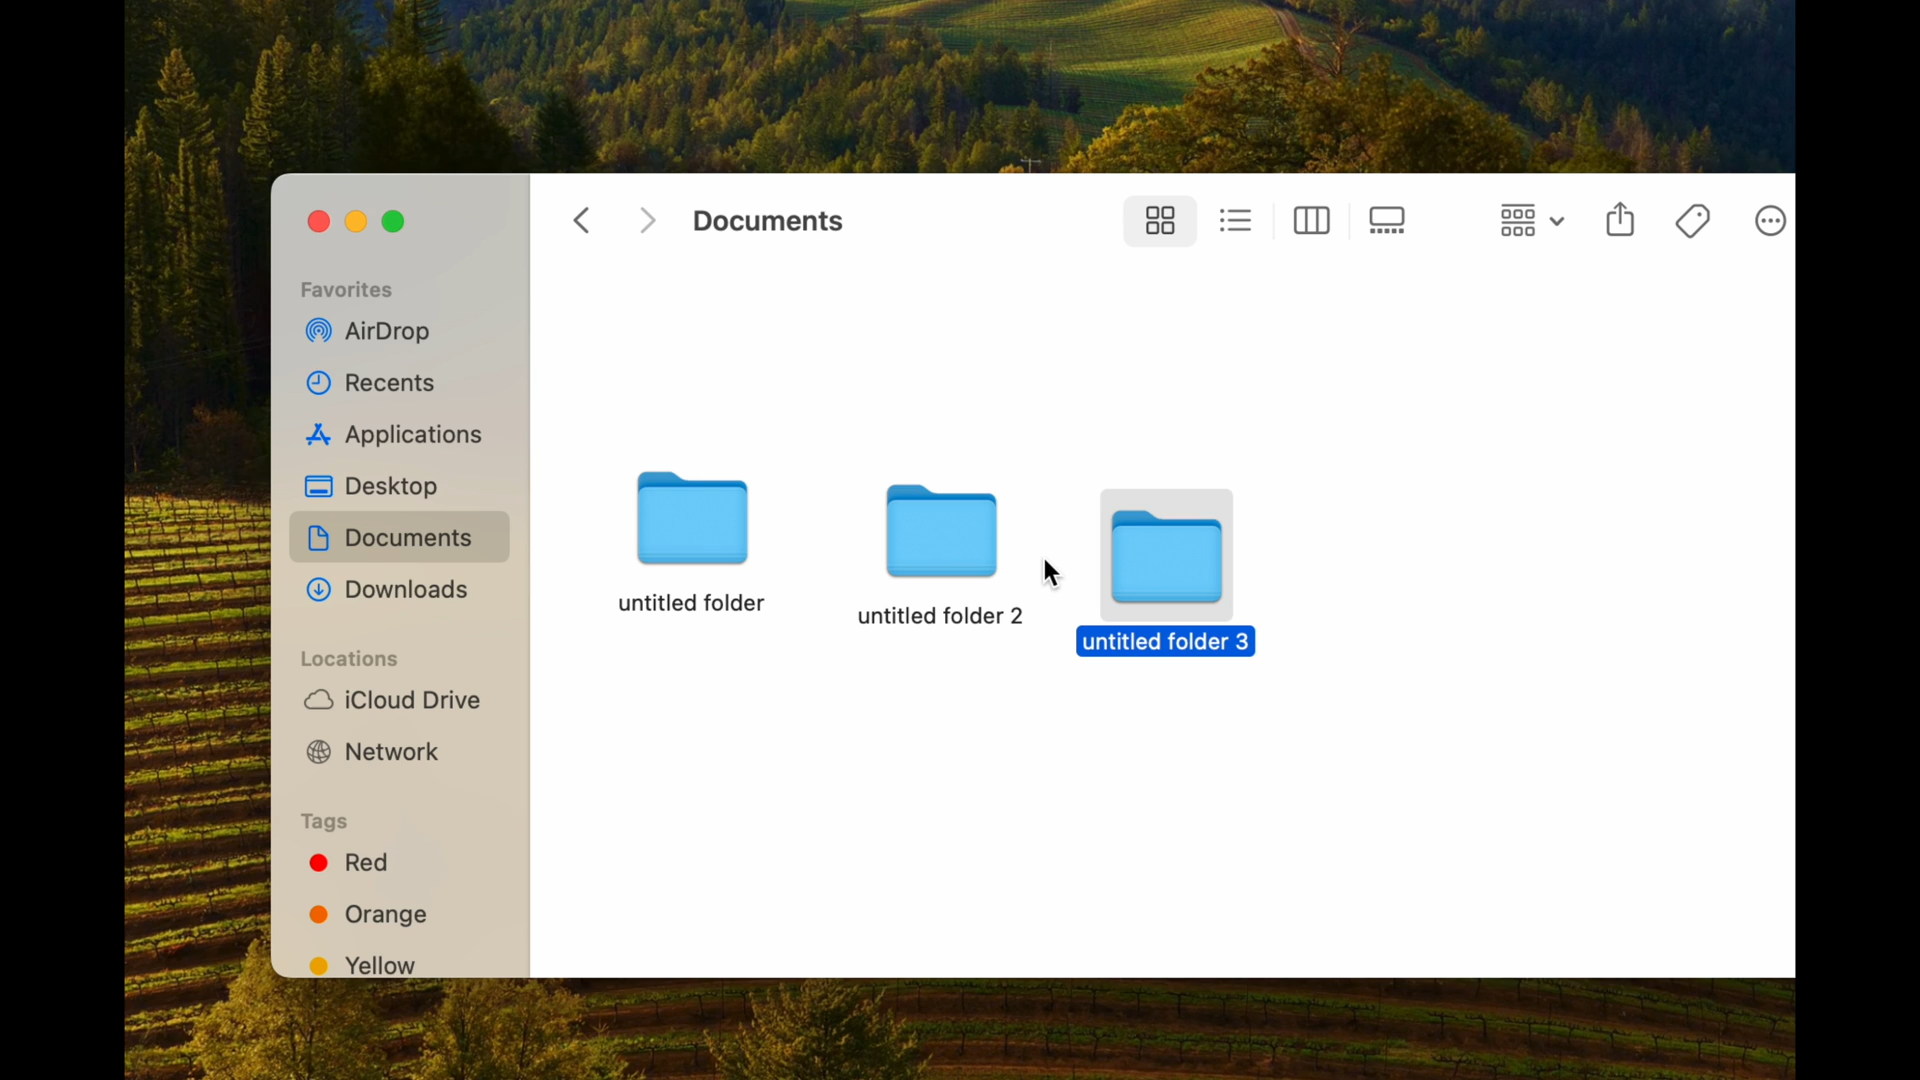 Documents
Favorites
AirDrop
Recents
Applications
Desktop
Documents
Downloads
Locations
iCloud Drive
Network
Tags
Red
Orange
Yellow
untitled folder
untitled folder 2
untitled folder 3